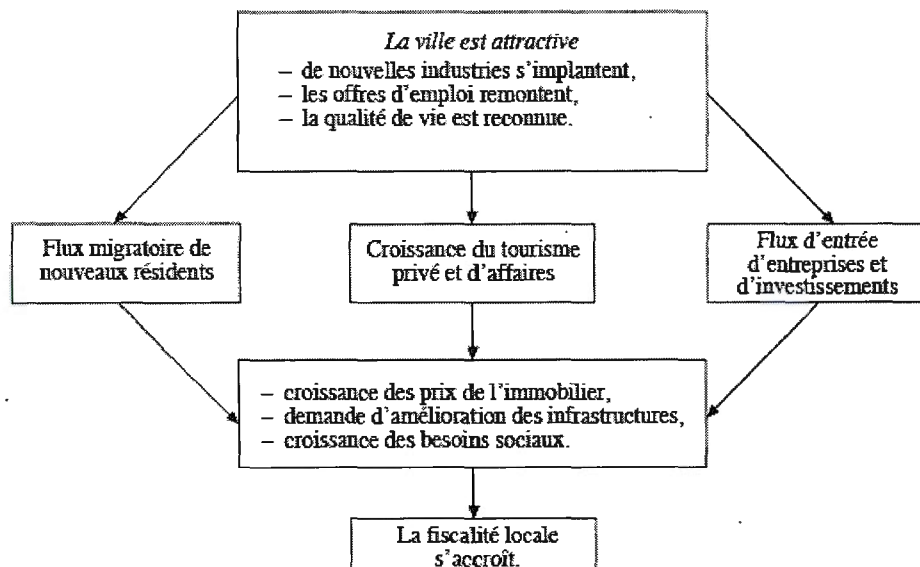 La ville est attractive
– de nouvelles industries s'implantent,
– les offres d'emploi remontent,
– la qualité de vie est reconnue.
Flux migratoire de
nouveaux résidents
Croissance du tourisme
privé et d'affaires
Flux d'entrée
d'entreprises et
d'investissements
– croissance des prix de l'immobilier,
– demande d'amélioration des infrastructures,
– croissance des besoins sociaux.
La fiscalité locale
s'accroît.